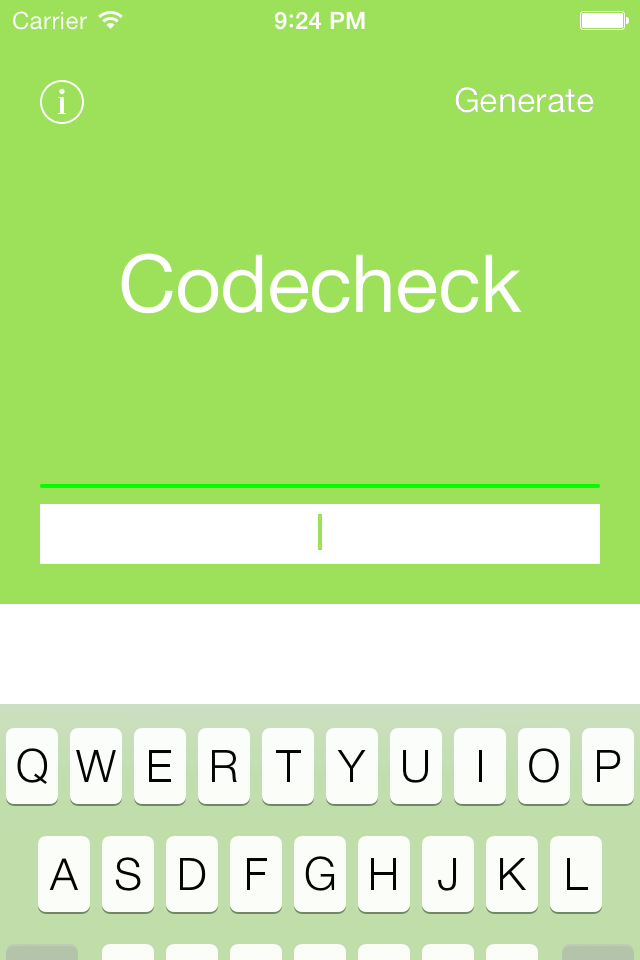 Carrier 9:24 PM
i Generate
Codecheck
Q W E R T Y U I O P
A S D F G H J K L